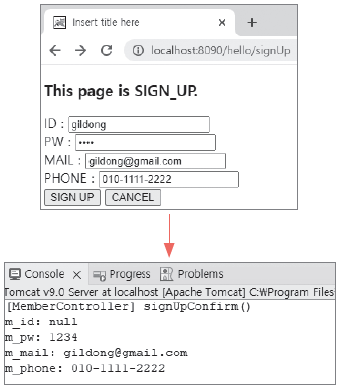 Insert title here
localhost:8090/hello/signUp
This page is SIGN_UP.
ID : gildong
PW : ••••
MAIL : gildong@gmail.com
PHONE : 010-1111-2222
SIGN UP CANCEL
Console Progress Problems
Tomcat v9.0 Server at localhost [Apache Tomcat] C:₩Program Files
[MemberController] signUpConfirm()
m_id: null
m_pw: 1234
m_mail: gildong@gmail.com
m_phone: 010-1111-2222